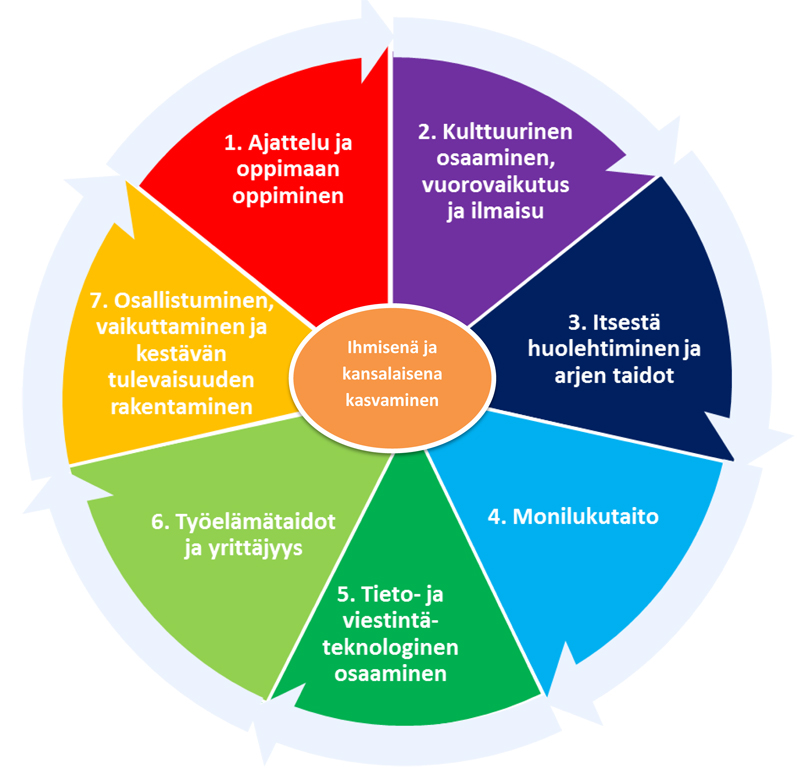 1. Ajattelu ja
oppimaan
oppiminen
2. Kulttuurinen
osaaminen,
vuorovaikutus
ja ilmaisu
3. Itsestä
huolehtiminen ja
arjen taidot
4. Monilukutaito
5. Tieto- ja
viestintä-
teknologinen
osaaminen
6. Työelämätaidot
ja yrittäjyys
7. Osallistuminen,
vaikuttaminen ja
kestävän
tulevaisuuden
rakentaminen
Ihmisenä ja
kansalaisena
kasvaminen